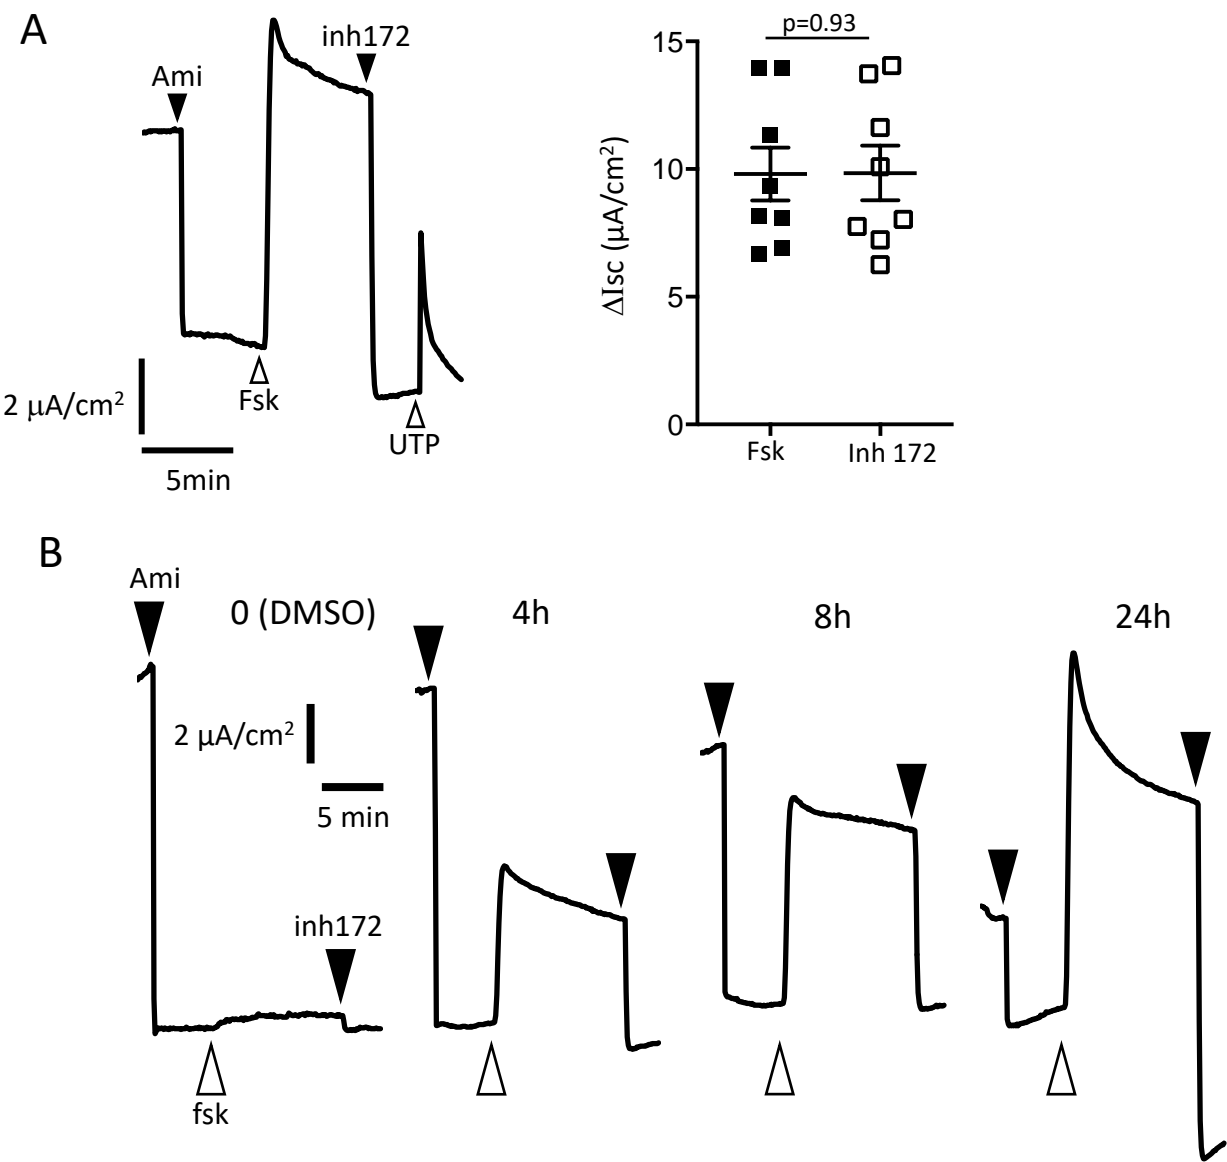 A
Ami
inh172
Fsk
UTP
2 μA/cm²
5min
p=0.93
15
10
5
0
ΔIsc (μA/cm²)
Fsk
Inh 172
B
Ami
0 (DMSO)
4h
8h
24h
2 μA/cm²
5 min
inh172
fsk